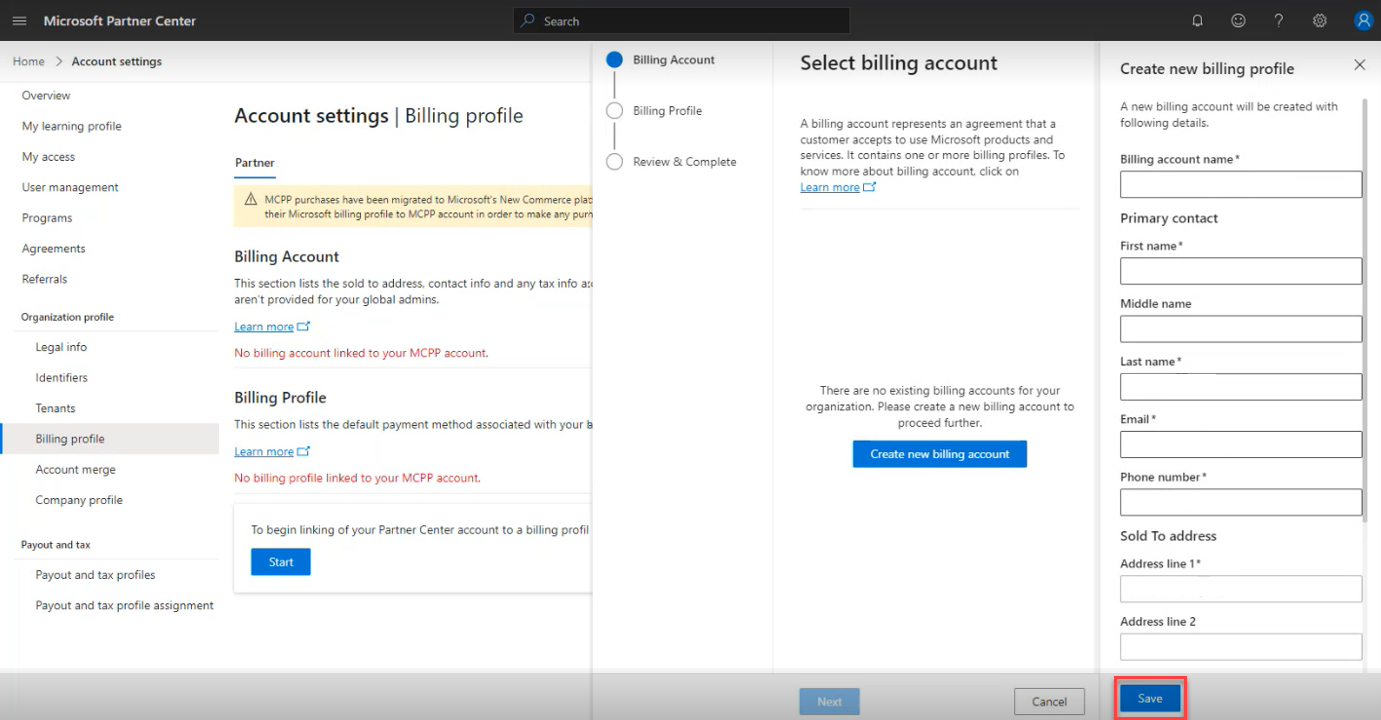 Microsoft Partner Center
Search
Home > Account settings
Overview
My learning profile
My access
User management
Programs
Agreements
Referrals
Organization profile
Legal info
Identifiers
Tenants
Billing profile
Account merge
Company profile
Payout and tax
Payout and tax profiles
Payout and tax profile assignment
Account settings | Billing profile
Partner
MCPP purchases have been migrated to Microsoft's New Commerce plat
their Microsoft billing profile to MCPP account in order to make any purc
Billing Account
This section lists the sold to address, contact info and any tax info as
aren't provided for your global admins.
Learn more
No billing account linked to your MCPP account.
Billing Profile
This section lists the default payment method associated with your b
Learn more
No billing profile linked to your MCPP account.
To begin linking of your Partner Center account to a billing profil
Start
Billing Account
Billing Profile
Review & Complete
Select billing account
A billing account represents an agreement that a
customer accepts to use Microsoft products and
services. It contains one or more billing profiles. To
know more about billing account, click on
Learn more
There are no existing billing accounts for your
organization. Please create a new billing account to
proceed further.
Create new billing account
Next
Cancel
Create new billing profile
A new billing account will be created with
following details.
Billing account name*
Primary contact
First name*
Middle name
Last name*
Email*
Phone number*
Sold To address
Address line 1*
Address line 2
Save